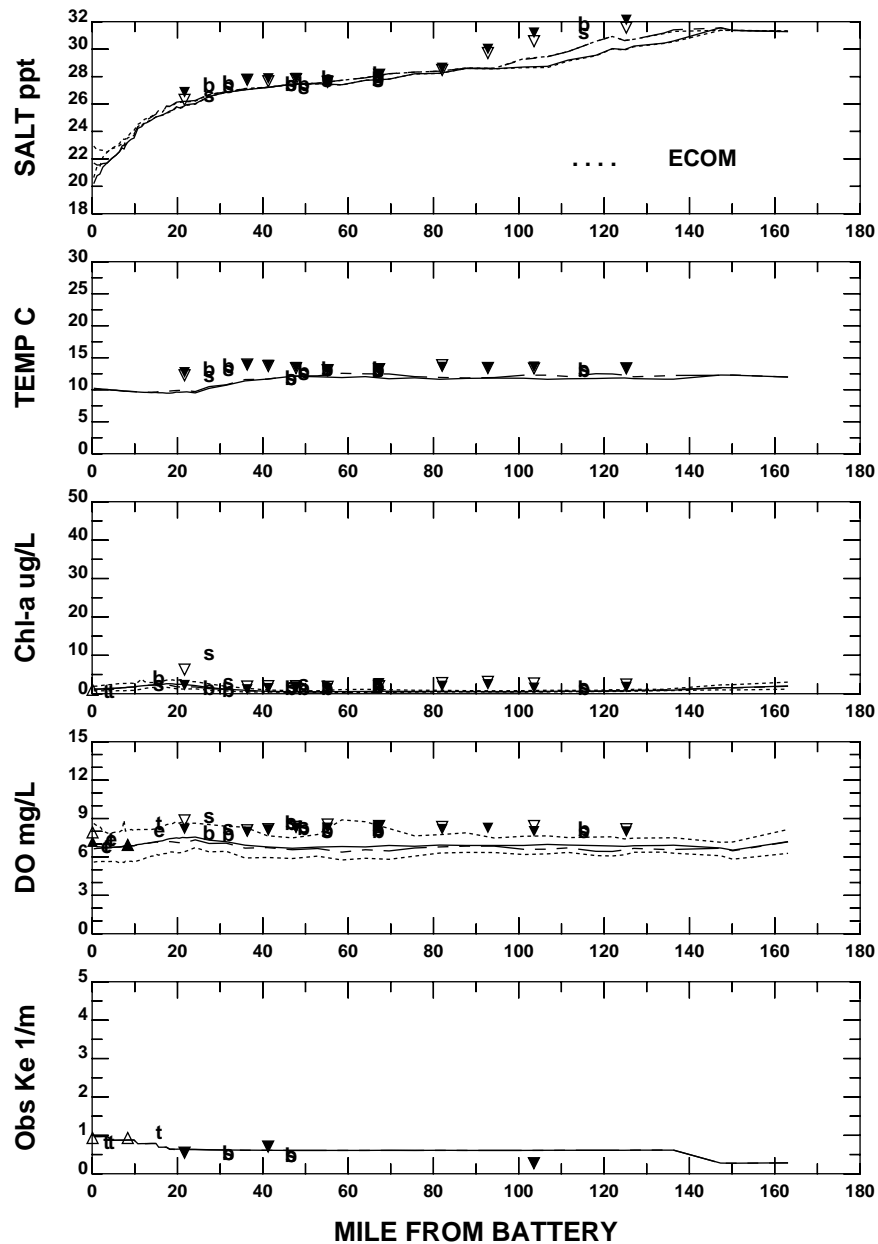 SALT ppt
32
30
28
26
24
22
20
18
b
s
b
s
b
s
b
s
b
s
b
s
b
s
.... ECOM
0 20 40 60 80 100 120 140 160 180
TEMP C
30
25
20
15
10
5
0
b
s
b
s
b
s
b
s
b
s
b
s
b
s
0 20 40 60 80 100 120 140 160 180
Chl-a ug/L
50
40
30
20
10
0
t t b s s b s b b s b s b s b s b s
0 20 40 60 80 100 120 140 160 180
DO mg/L
15
12
9
6
3
0
e e t e s b s b b s b s b s b s b s
0 20 40 60 80 100 120 140 160 180
Obs Ke 1/m
5
4
3
2
1
0
t t t b s b s
0 20 40 60 80 100 120 140 160 180
MILE FROM BATTERY